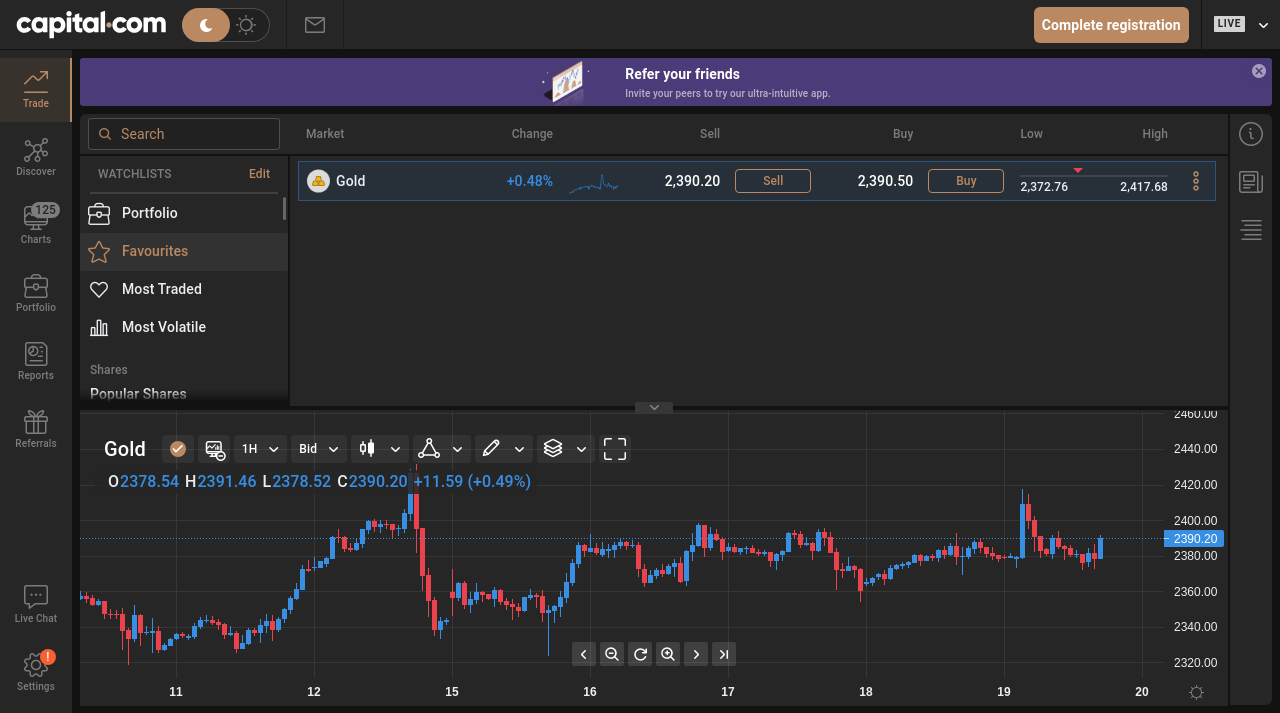 capital.com
Complete registration
LIVE
Trade
Discover
125
Charts
Portfolio
Reports
Referrals
Live Chat
!
Settings
Refer your friends
Invite your peers to try our ultra-intuitive app.
Search
Market Change Sell Buy Low High
WATCHLISTS Edit
Portfolio
Favourites
Most Traded
Most Volatile
Shares
Popular Shares
Gold +0.48% 2,390.20 Sell 2,390.50 Buy 2,372.76 2,417.68
Gold 1H Bid
O2378.54 H2391.46 L2378.52 C2390.20 +11.59 (+0.49%)
2460.00
2440.00
2420.00
2400.00
2390.20
2380.00
2360.00
2340.00
2320.00
11 12 15 16 17 18 19 20